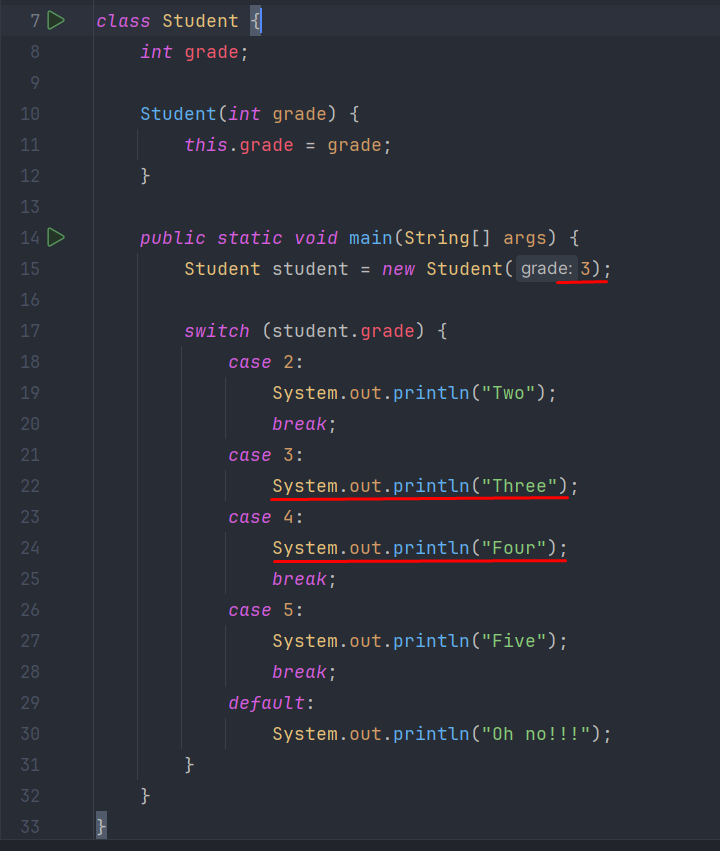 7 class Student {
8 int grade;
9
10 Student(int grade) {
11 this.grade = grade;
12 }
13
14 public static void main(String[] args) {
15 Student student = new Student( grade: 3);
16
17 switch (student.grade) {
18 case 2:
19 System.out.println("Two");
20 break;
21 case 3:
22 System.out.println("Three");
23 case 4:
24 System.out.println("Four");
25 break;
26 case 5:
27 System.out.println("Five");
28 break;
29 default:
30 System.out.println("Oh no!!!");
31 }
32 }
33 }